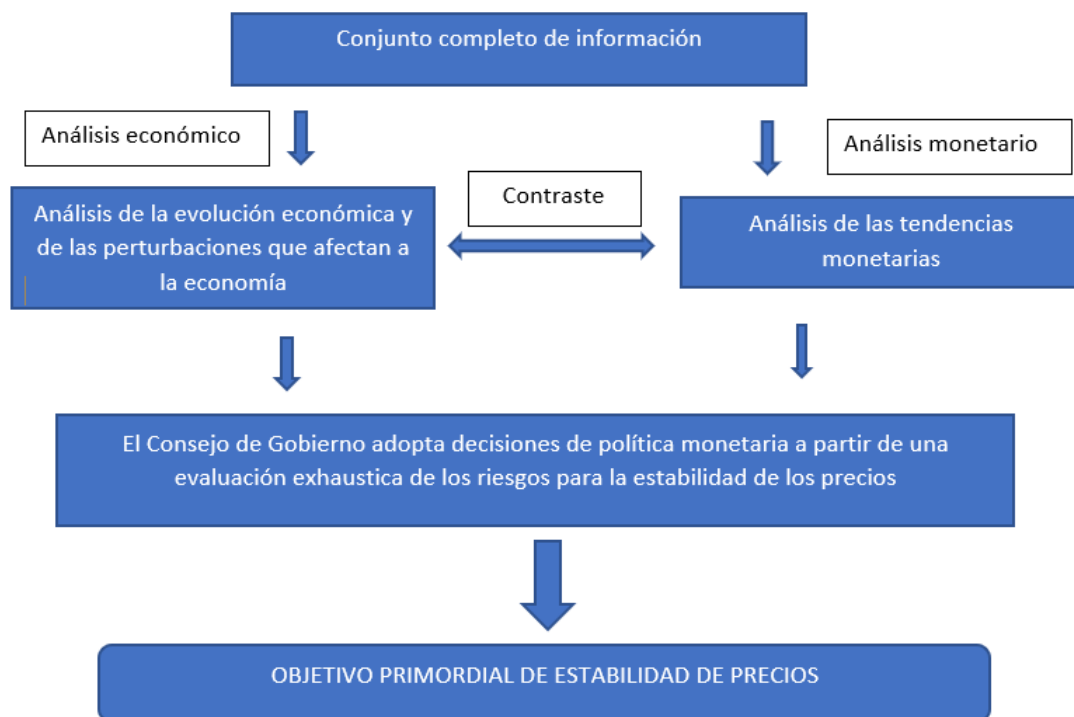 Conjunto completo de información
Análisis económico
Análisis monetario
Contraste
Análisis de la evolución económica y
de las perturbaciones que afectan a
la economía
Análisis de las tendencias
monetarias
El Consejo de Gobierno adopta decisiones de política monetaria a partir de una
evaluación exhaustica de los riesgos para la estabilidad de los precios
OBJETIVO PRIMORDIAL DE ESTABILIDAD DE PRECIOS